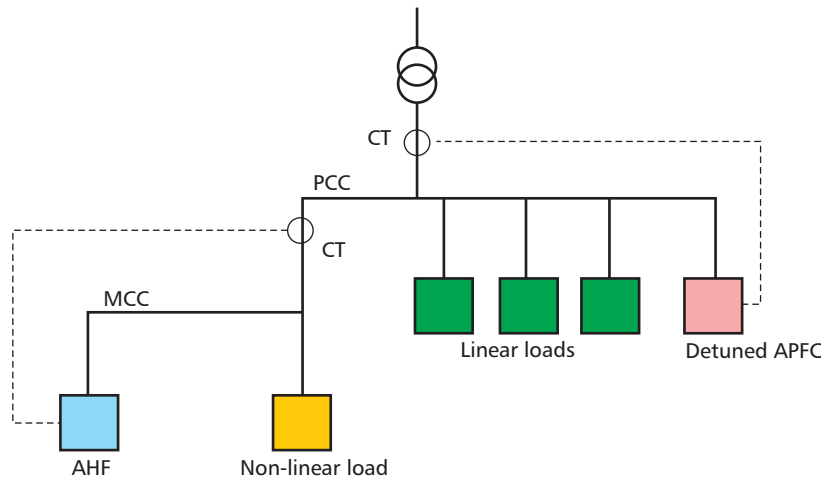 CT
PCC
CT
MCC
Linear loads
Detuned APFC
AHF
Non-linear load